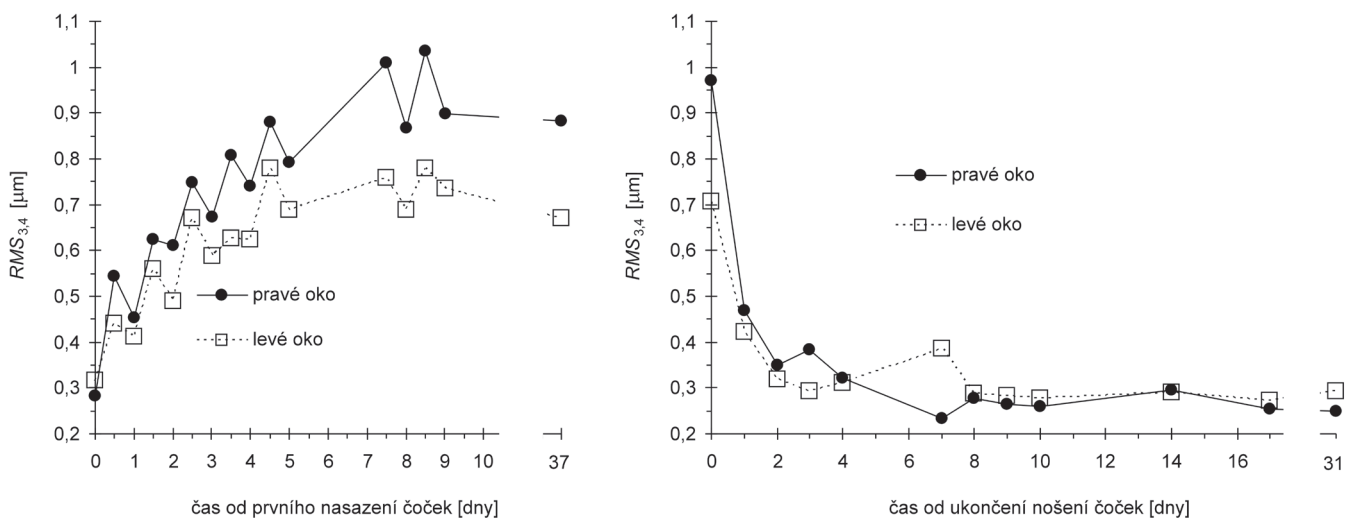 1,1
1
0,9
0,8
0,7
0,6
0,5
0,4
0,3
0,2
RMS3,4 [µm]
pravé oko
levé oko
0 1 2 3 4 5 6 7 8 9 10 37
čas od prvního nasazení čoček [dny]
1,1
1
0,9
0,8
0,7
0,6
0,5
0,4
0,3
0,2
RMS3,4 [µm]
pravé oko
levé oko
0 2 4 6 8 10 12 14 16 31
čas od ukončení nošení čoček [dny]